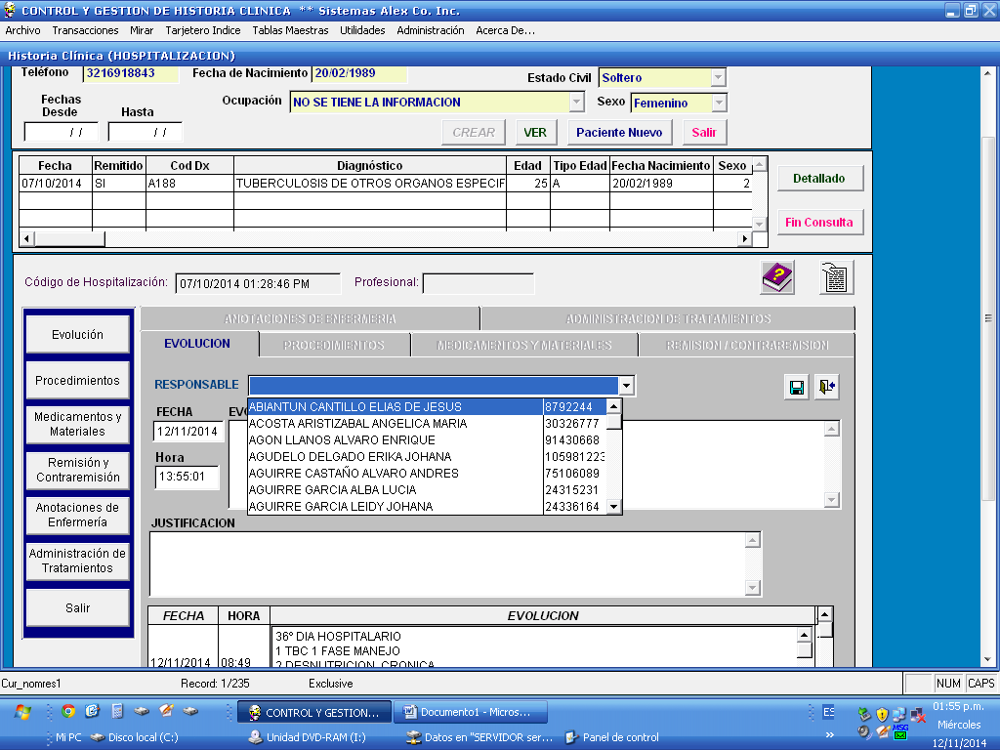 CONTROL Y GESTION DE HISTORIA CLINICA ** Sistemas Alex Co. Inc.
Archivo Transacciones Mirar Tarjetero Indice Tablas Maestras Utilidades Administración Acerca De...
Historia Clínica (HOSPITALIZACION)
Teléfono 3216918843 Fecha de Nacimiento 20/02/1989 Estado Civil Soltero
Fechas
Desde Hasta Ocupación NO SE TIENE LA INFORMACION Sexo Femenino
/ / / /
CREAR VER Paciente Nuevo Salir
Fecha Remitido Cod Dx Diagnóstico Edad Tipo Edad Fecha Nacimiento Sexo
07/10/2014 SI A188 TUBERCULOSIS DE OTROS ORGANOS ESPECIF 25 A 20/02/1989 2
Detallado
Fin Consulta
Código de Hospitalización: 07/10/2014 01:28:46 PM Profesional:
ANOTACIONES DE ENFERMERIA ADMINISTRACION DE TRATAMIENTOS
EVOLUCION PROCEDIMIENTOS MEDICAMENTOS Y MATERIALES REMISION / CONTRAREMISION
Evolución
Procedimientos
Medicamentos y
Materiales
Remisión y
Contraremisión
Anotaciones de
Enfermería
Administración de
Tratamientos
Salir
RESPONSABLE
FECHA EVO
12/11/2014
Hora
13:55:01
ABIANTUN CANTILLO ELIAS DE JESUS 8792244
ACOSTA ARISTIZABAL ANGELICA MARIA 30326777
AGON LLANOS ALVARO ENRIQUE 91430668
AGUDELO DELGADO ERIKA JOHANA 105981223
AGUIRRE CASTAÑO ALVARO ANDRES 75106089
AGUIRRE GARCIA ALBA LUCIA 24315231
AGUIRRE GARCIA LEIDY JOHANA 24336164
JUSTIFICACION
FECHA HORA EVOLUCION
12/11/2014 08:49
36º DIA HOSPITALARIO
1 TBC 1 FASE MANEJO
2 DESNUTRICION CRONICA
Cur_nomres1 Record: 1/235 Exclusive NUM CAPS
CONTROL Y GESTION... Documento1 - Micros... ES 01:55 p.m.
Mi PC Disco local (C:) Unidad DVD-RAM (I:) Datos en "SERVIDOR ser... Panel de control » MSG Miércoles
12/11/2014